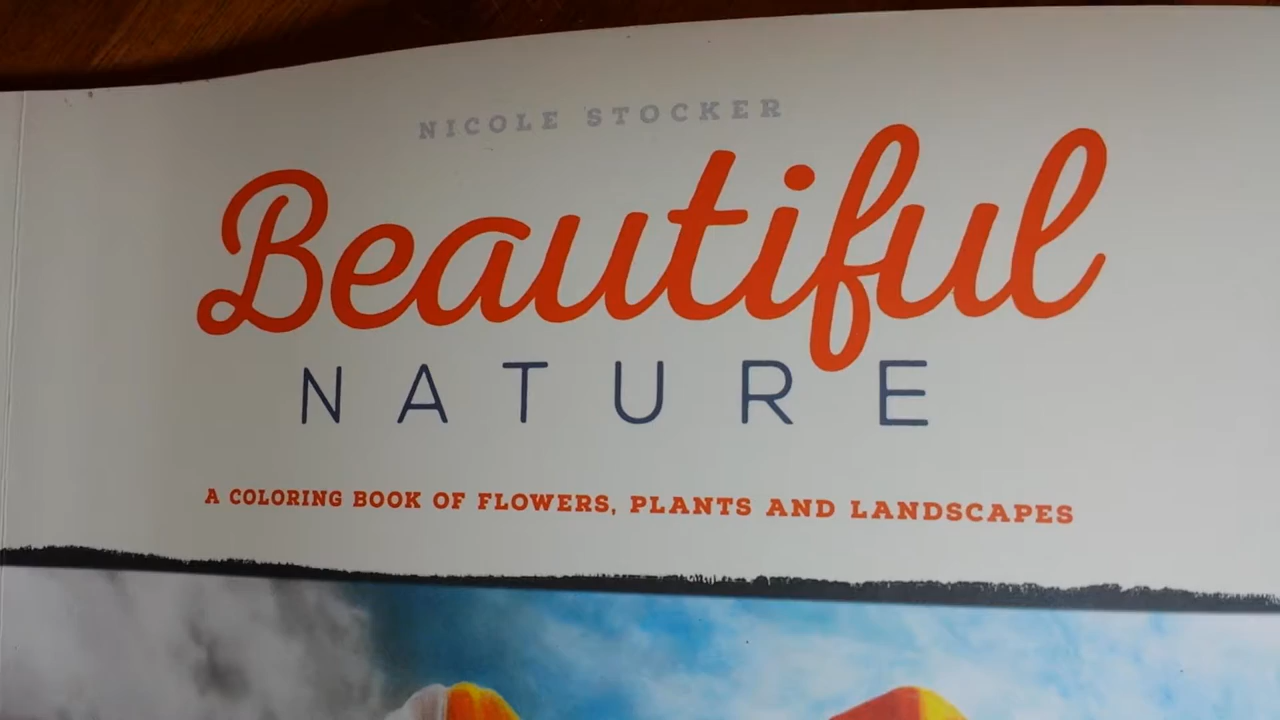 NICOLE STOCKER
Beautiful
NATURE
A COLORING BOOK OF FLOWERS, PLANTS AND LANDSCAPES